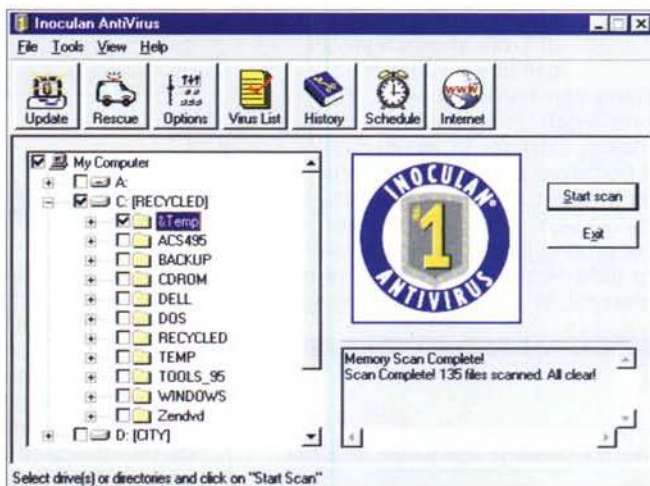 Inoculan AntiVirus
File Tools View Help
Update Rescue Options Virus List History Schedule Internet
My Computer
A:
C: [RECYCLED]
&Temp
ACS495
BACKUP
CDROM
DELL
DOS
RECYCLED
TEMP
TOOLS_95
WINDOWS
Zendvd
D: [CITY]
INOCULAN®
1
ANTIVIRUS
Start scan
Exit
Memory Scan Complete!
Scan Complete! 135 files scanned. All clear!
Select drive[s] or directories and click on "Start Scan"